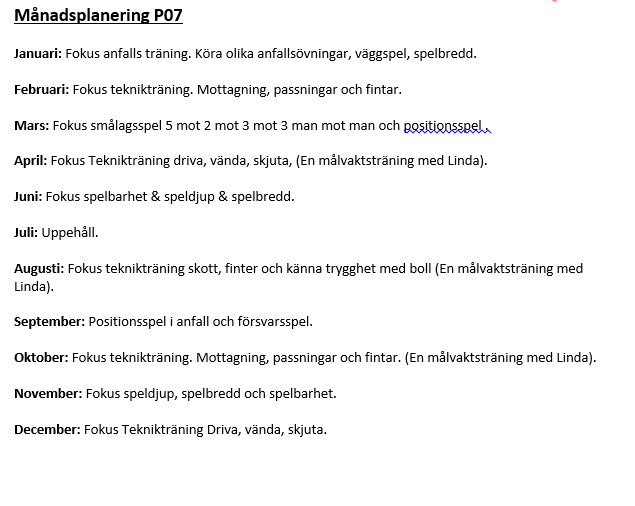 Månadsplanering P07
Januari: Fokus anfalls träning. Köra olika anfallsövningar, väggspel, spelbredd.
Februari: Fokus teknikträning. Mottagning, passningar och fintar.
Mars: Fokus smålagsspel 5 mot 2 mot 3 mot 3 man mot man och positionsspel .
April: Fokus Teknikträning driva, vända, skjuta, (En målvaktsträning med Linda).
Juni: Fokus spelbarhet & speldjup & spelbredd.
Juli: Uppehåll.
Augusti: Fokus teknikträning skott, finter och känna trygghet med boll (En målvaktsträning med
Linda).
September: Positionsspel i anfall och försvarsspel.
Oktober: Fokus teknikträning. Mottagning, passningar och fintar. (En målvaktsträning med Linda).
November: Fokus speldjup, spelbredd och spelbarhet.
December: Fokus Teknikträning Driva, vända, skjuta.